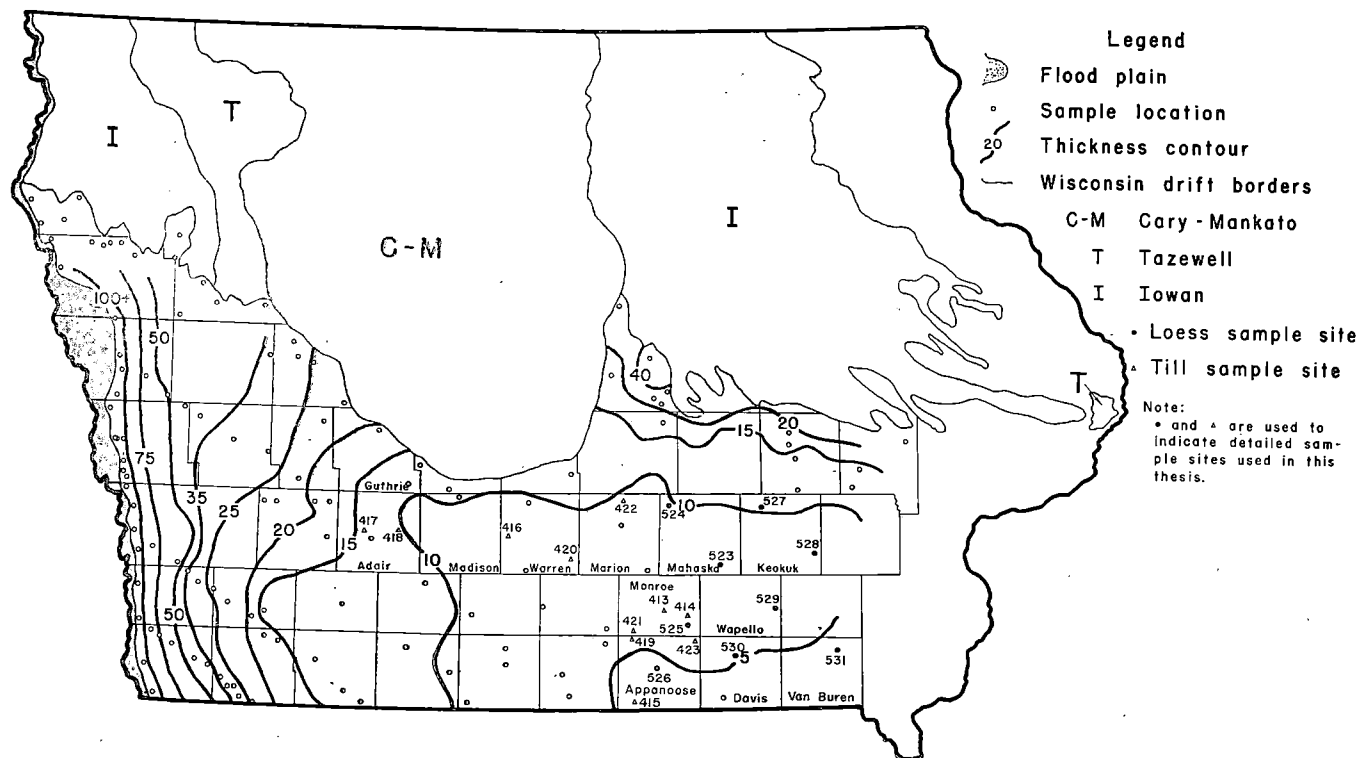 Legend
Flood plain
Sample location
20 Thickness contour
Wisconsin drift borders
C-M Cary - Mankato
T Tazewell
I Iowan
• Loess sample site
▵ Till sample site
Note:
• and ▵ are used to
indicate detailed sam-
ple sites used in this
thesis.
I
T
C-M
I
T
100+
50
40
20
15
75
35
25
20
15
10
10
50
5
Guthrie
417
418
416
420
422
524
527
523
528
Adair
Madison
Warren
Marion
Mahaska
Keokuk
Monroe
413
414
421
525
529
Wapello
419
423
530
531
526
Appanoose
415
Davis
Van Buren